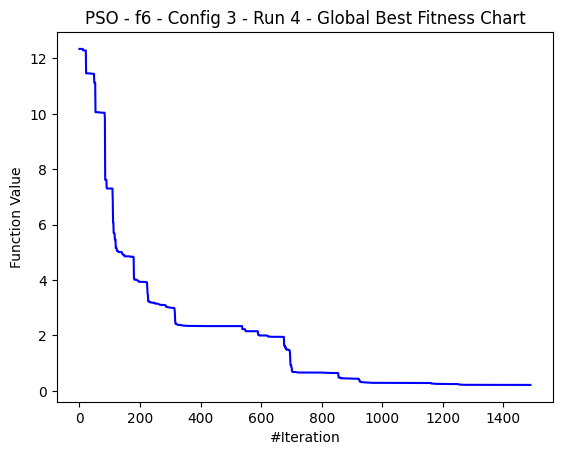 PSO - f6 - Config 3 - Run 4 - Global Best Fitness Chart
12
10
8
6
4
2
0
Function Value
0 200 400 600 800 1000 1200 1400
#Iteration